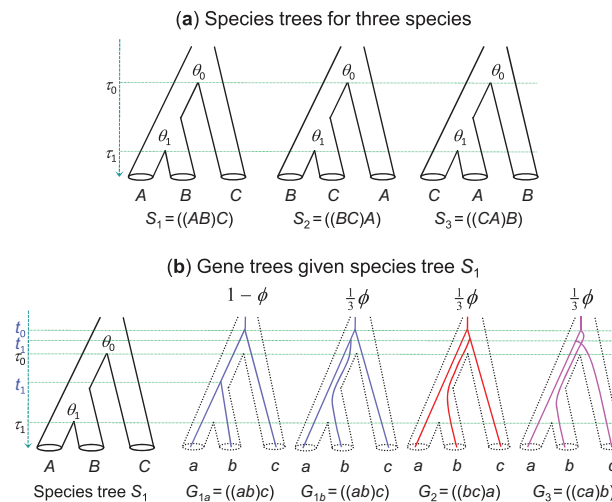 (a) Species trees for three species
θ0 θ0 θ0
τ0
θ1 θ1 θ1
τ1
A B C B C A C A B
S1 = ((AB)C) S2 = ((BC)A) S3 = ((CA)B)
(b) Gene trees given species tree S1
1 − ϕ 1/3 ϕ 1/3 ϕ 1/3 ϕ
t0
t1
τ0 θ0
t1
τ1 θ1
A B C a b c a b c a b c a b c
Species tree S1 G1a = ((ab)c) G1b = ((ab)c) G2 = ((bc)a) G3 = ((ca)b)